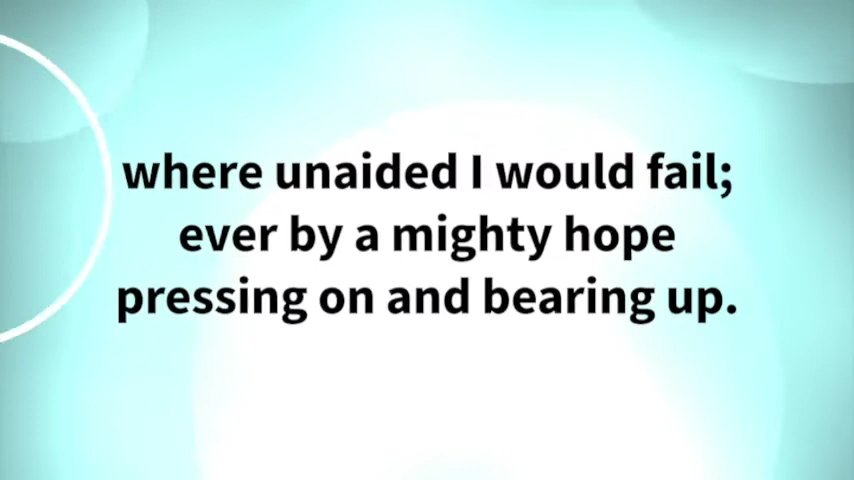 where unaided I would fail;
ever by a mighty hope
pressing on and bearing up.